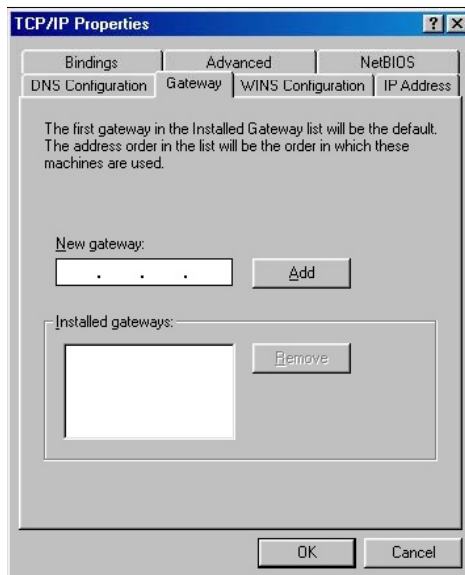 TCP/IP Properties
? X
Bindings Advanced NetBIOS
DNS Configuration Gateway WINS Configuration IP Address
The first gateway in the Installed Gateway list will be the default.
The address order in the list will be the order in which these
machines are used.
New gateway:
. . .
Add
Installed gateways:
Remove
OK Cancel